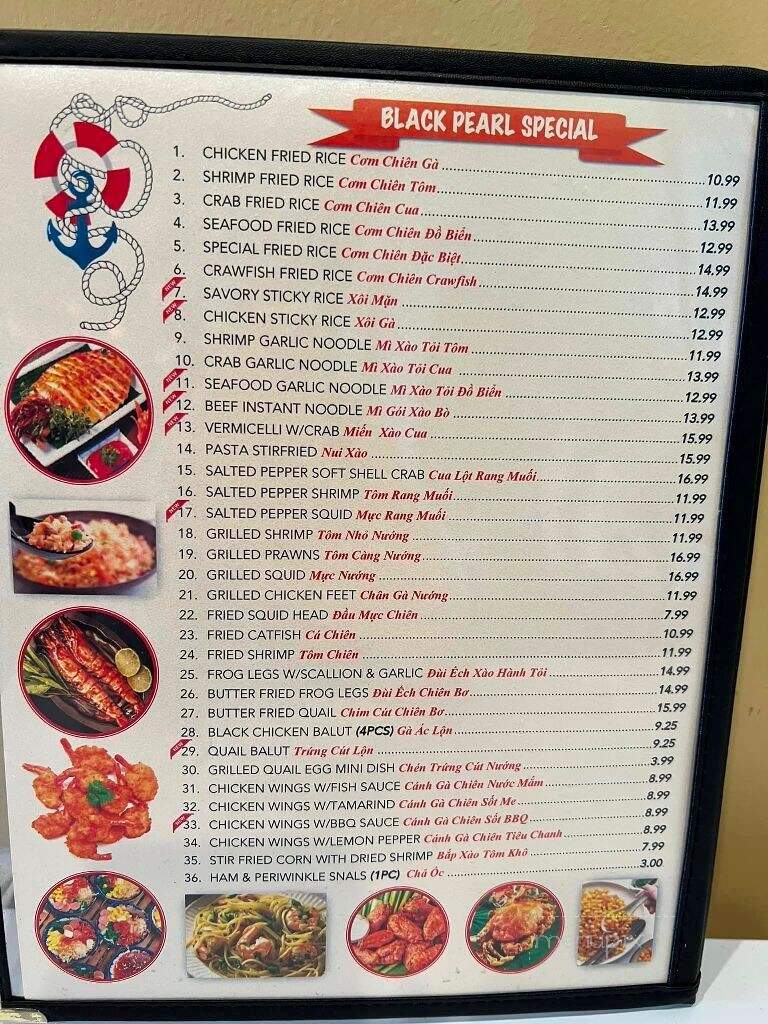 BLACK PEARL SPECIAL
1. CHICKEN FRIED RICE Cơm Chiên Gà 10.99
2. SHRIMP FRIED RICE Cơm Chiên Tôm 11.99
3. CRAB FRIED RICE Cơm Chiên Cua 13.99
4. SEAFOOD FRIED RICE Cơm Chiên Đồ Biển 12.99
5. SPECIAL FRIED RICE Cơm Chiên Đặc Biệt 14.99
6. CRAWFISH FRIED RICE Cơm Chiên Crawfish 14.99
NEW 7. SAVORY STICKY RICE Xôi Mặn 12.99
NEW 8. CHICKEN STICKY RICE Xôi Gà 12.99
9. SHRIMP GARLIC NOODLE Mì Xào Tỏi Tôm 11.99
10. CRAB GARLIC NOODLE Mì Xào Tỏi Cua 13.99
NEW 11. SEAFOOD GARLIC NOODLE Mì Xào Tỏi Đồ Biển 12.99
NEW 12. BEEF INSTANT NOODLE Mì Gói Xào Bò 13.99
NEW 13. VERMICELLI W/CRAB Miến Xào Cua 15.99
14. PASTA STIRFRIED Nui Xào 15.99
15. SALTED PEPPER SOFT SHELL CRAB Cua Lột Rang Muối 16.99
16. SALTED PEPPER SHRIMP Tôm Rang Muối 11.99
NEW 17. SALTED PEPPER SQUID Mực Rang Muối 11.99
18. GRILLED SHRIMP Tôm Nhỏ Nướng 11.99
19. GRILLED PRAWNS Tôm Càng Nướng 16.99
20. GRILLED SQUID Mực Nướng 16.99
21. GRILLED CHICKEN FEET Chân Gà Nướng 11.99
22. FRIED SQUID HEAD Đầu Mực Chiên 7.99
23. FRIED CATFISH Cá Chiên 10.99
24. FRIED SHRIMP Tôm Chiên 11.99
25. FROG LEGS W/SCALLION & GARLIC Đùi Ếch Xào Hành Tỏi 14.99
26. BUTTER FRIED FROG LEGS Đùi Ếch Chiên Bơ 14.99
27. BUTTER FRIED QUAIL Chim Cút Chiên Bơ 15.99
28. BLACK CHICKEN BALUT (4PCS) Gà Ác Lộn 9.25
NEW 29. QUAIL BALUT Trứng Cút Lộn 9.25
30. GRILLED QUAIL EGG MINI DISH Chén Trứng Cút Nướng 3.99
31. CHICKEN WINGS W/FISH SAUCE Cánh Gà Chiên Nước Mắm 8.99
32. CHICKEN WINGS W/TAMARIND Cánh Gà Chiên Sốt Me 8.99
NEW 33. CHICKEN WINGS W/BBQ SAUCE Cánh Gà Chiên Sốt BBQ 8.99
34. CHICKEN WINGS W/LEMON PEPPER Cánh Gà Chiên Tiêu Chanh 8.99
35. STIR FRIED CORN WITH DRIED SHRIMP Bắp Xào Tôm Khô 7.99
36. HAM & PERIWINKLE SNALS (1PC) Chả Ốc 3.00
menupix